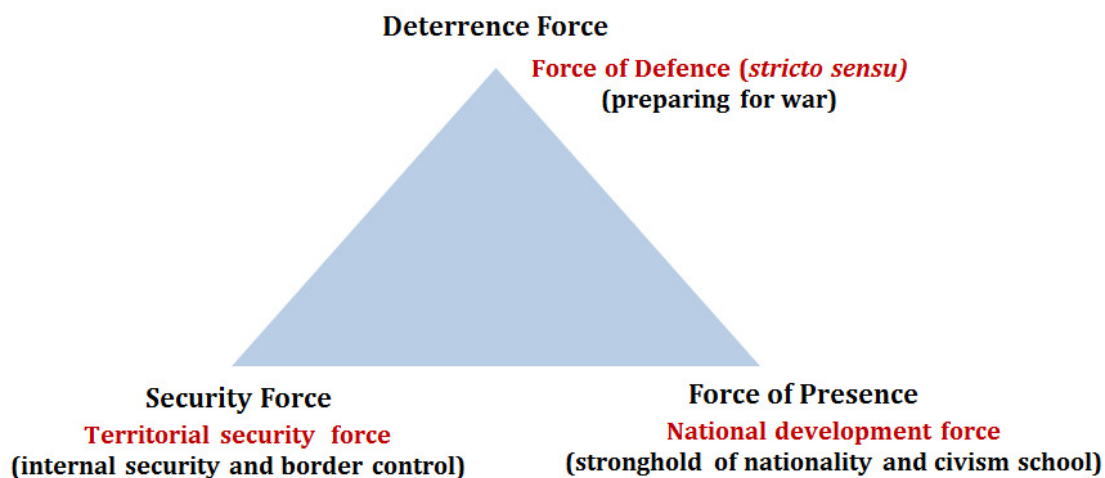 Deterrence Force
Force of Defence (stricto sensu)
(preparing for war)
Security Force
Territorial security force
(internal security and border control)
Force of Presence
National development force
(stronghold of nationality and civism school)